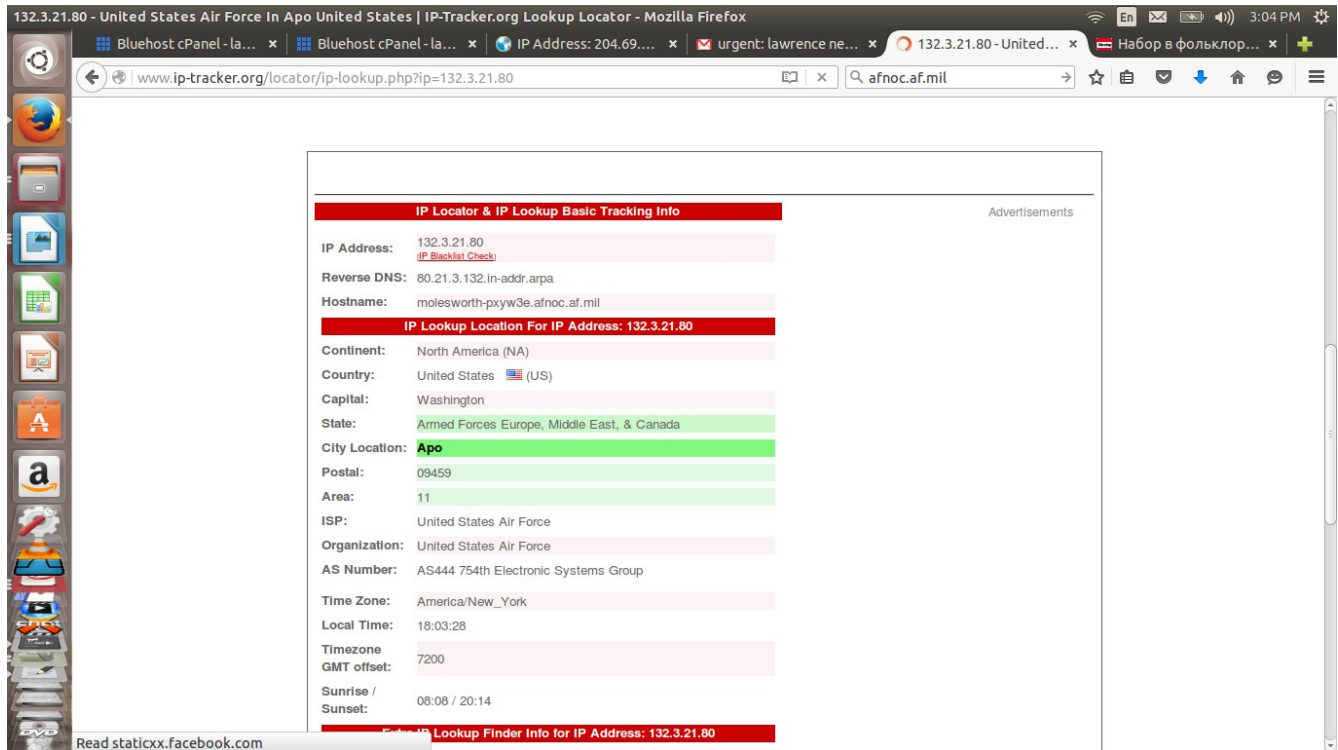 132.3.21.80 - United States Air Force In Apo United States | IP-Tracker.org Lookup Locator - Mozilla Firefox
En
3:04 PM
Bluehost cPanel - la...
Bluehost cPanel - la...
IP Address: 204.69....
urgent: lawrence ne...
132.3.21.80 - United...
Набор в фольклор...
www.ip-tracker.org/locator/ip-lookup.php?ip=132.3.21.80
afnoc.af.mil
IP Locator & IP Lookup Basic Tracking Info
Advertisements
IP Address: 132.3.21.80
(IP Blacklist Check)
Reverse DNS: 80.21.3.132.in-addr.arpa
Hostname: molesworth-pxyw3e.afnoc.af.mil
IP Lookup Location For IP Address: 132.3.21.80
Continent: North America (NA)
Country: United States (US)
Capital: Washington
State: Armed Forces Europe, Middle East, & Canada
City Location: Apo
Postal: 09459
Area: 11
ISP: United States Air Force
Organization: United States Air Force
AS Number: AS444 754th Electronic Systems Group
Time Zone: America/New_York
Local Time: 18:03:28
Timezone
GMT offset: 7200
Sunrise /
Sunset: 08:08 / 20:14
IP Lookup Finder Info for IP Address: 132.3.21.80
Read staticxx.facebook.com